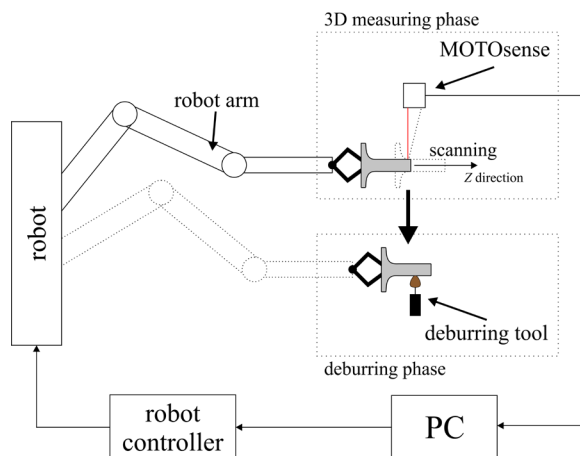 3D measuring phase
MOTOsense
robot arm
scanning
Z direction
robot
deburring tool
deburring phase
robot
controller
PC